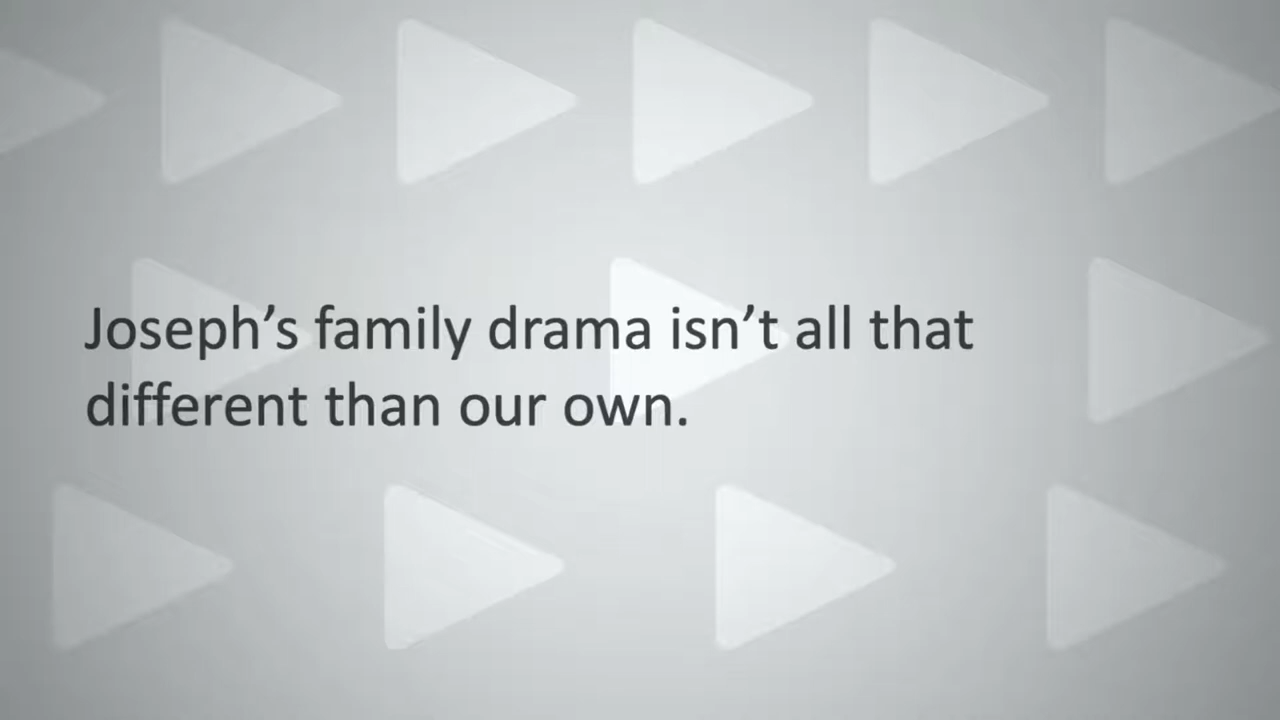 Joseph’s family drama isn’t all that
different than our own.